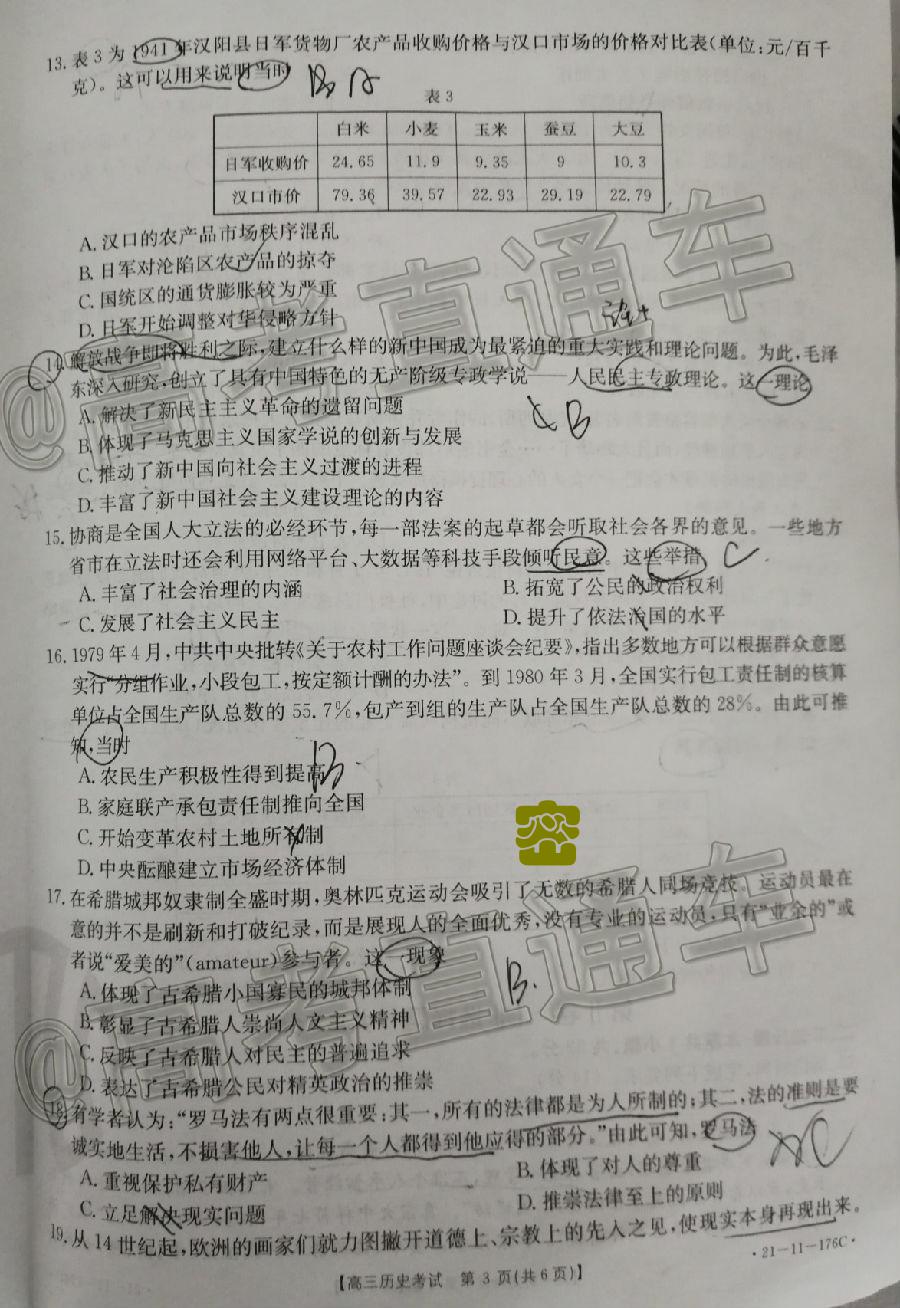 13.表3为1941年汉阳县日军货物厂农产品收购价格与汉口市场的价格对比表(单位:元/百千
克)。这可以用来说明当时
B A
表3
白米 小麦 玉米 蚕豆 大豆
日军收购价 24.65 11.9 9.35 9 10.3
汉口市价 79.36 39.57 22.93 29.19 22.79
A.汉口的农产品市场秩序混乱
B.日军对沦陷区农产品的掠夺
C.国统区的通货膨胀较为严重
D.日军开始调整对华侵略方针
14.解放战争即将胜利之际,建立什么样的新中国成为最紧迫的重大实践和理论问题。为此,毛泽
东深入研究,创立了具有中国特色的无产阶级专政学说——人民民主专政理论。这一理论
A.解决了新民主主义革命的遗留问题
B
B.体现了马克思主义国家学说的创新与发展
C.推动了新中国向社会主义过渡的进程
D.丰富了新中国社会主义建设理论的内容
15.协商是全国人大立法的必经环节,每一部法案的起草都会听取社会各界的意见。一些地方
省市在立法时还会利用网络平台、大数据等科技手段倾听民意。这些举措
C
A.丰富了社会治理的内涵 B.拓宽了公民的政治权利
C.发展了社会主义民主 D.提升了依法治国的水平
16.1979年4月,中共中央批转《关于农村工作问题座谈会纪要》,指出多数地方可以根据群众意愿
实行“分组作业,小段包工,按定额计酬的办法”。到1980年3月,全国实行包工责任制的核算
单位占全国生产队总数的55.7%,包产到组的生产队占全国生产队总数的28%。由此可推
知,当时
B
A.农民生产积极性得到提高
B.家庭联产承包责任制推向全国
C.开始变革农村土地所有制
D.中央酝酿建立市场经济体制
17.在希腊城邦奴隶制全盛时期,奥林匹克运动会吸引了无数的希腊人同场竞技。运动员最在
意的并不是刷新和打破纪录,而是展现人的全面优秀,没有专业的运动员,只有“业余的”或
者说“爱美的”(amateur)参与者。这一现象
B.
A.体现了古希腊小国寡民的城邦体制
B.彰显了古希腊人崇尚人文主义精神
C.反映了古希腊人对民主的普遍追求
D.表达了古希腊公民对精英政治的推崇
18.有学者认为:“罗马法有两点很重要:其一,所有的法律都是为人所制的;其二,法的准则是要
诚实地生活,不损害他人,让每一个人都得到他应得的部分。”由此可知,罗马法
C
A.重视保护私有财产 B.体现了对人的尊重
C.立足解决现实问题 D.推崇法律至上的原则
19.从14世纪起,欧洲的画家们就力图撇开道德上、宗教上的先入之见,使现实本身再现出来。
【高三历史考试 第3页(共6页)】 ·21-11-176C·
@高考直通车
@高考直通车